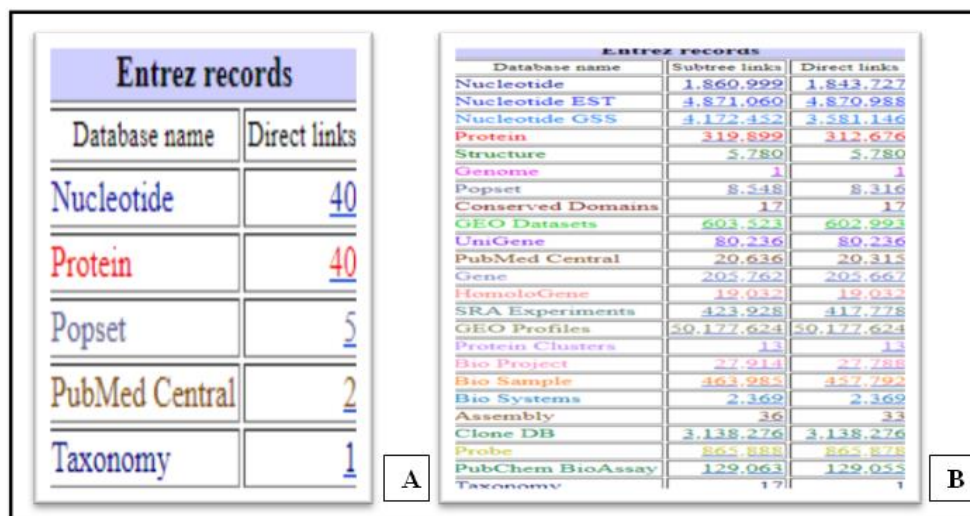 Entrez records
Database name Direct links
Nucleotide 40
Protein 40
Popset 5
PubMed Central 2
Taxonomy 1
A
Entrez records
Database name Subtree links Direct links
Nucleotide 1,860,999 1,843,727
Nucleotide EST 4,871,060 4,870,988
Nucleotide GSS 4,172,452 3,581,146
Protein 319,899 312,676
Structure 5,780 5,780
Genome 1 1
Popset 8,548 8,316
Conserved Domains 17 17
GEO Datasets 603,523 602,993
UniGene 80,236 80,236
PubMed Central 20,636 20,315
Gene 205,762 205,667
HomoloGene 19,032 19,032
SRA Experiments 423,928 417,778
GEO Profiles 50,177,624 50,177,624
Protein Clusters 13 13
Bio Project 27,914 27,788
Bio Sample 463,985 457,792
Bio Systems 2,369 2,369
Assembly 36 33
Clone DB 3,138,276 3,138,276
Probe 865,888 865,878
PubChem BioAssay 129,063 129,055
Taxonomy 17 1
B